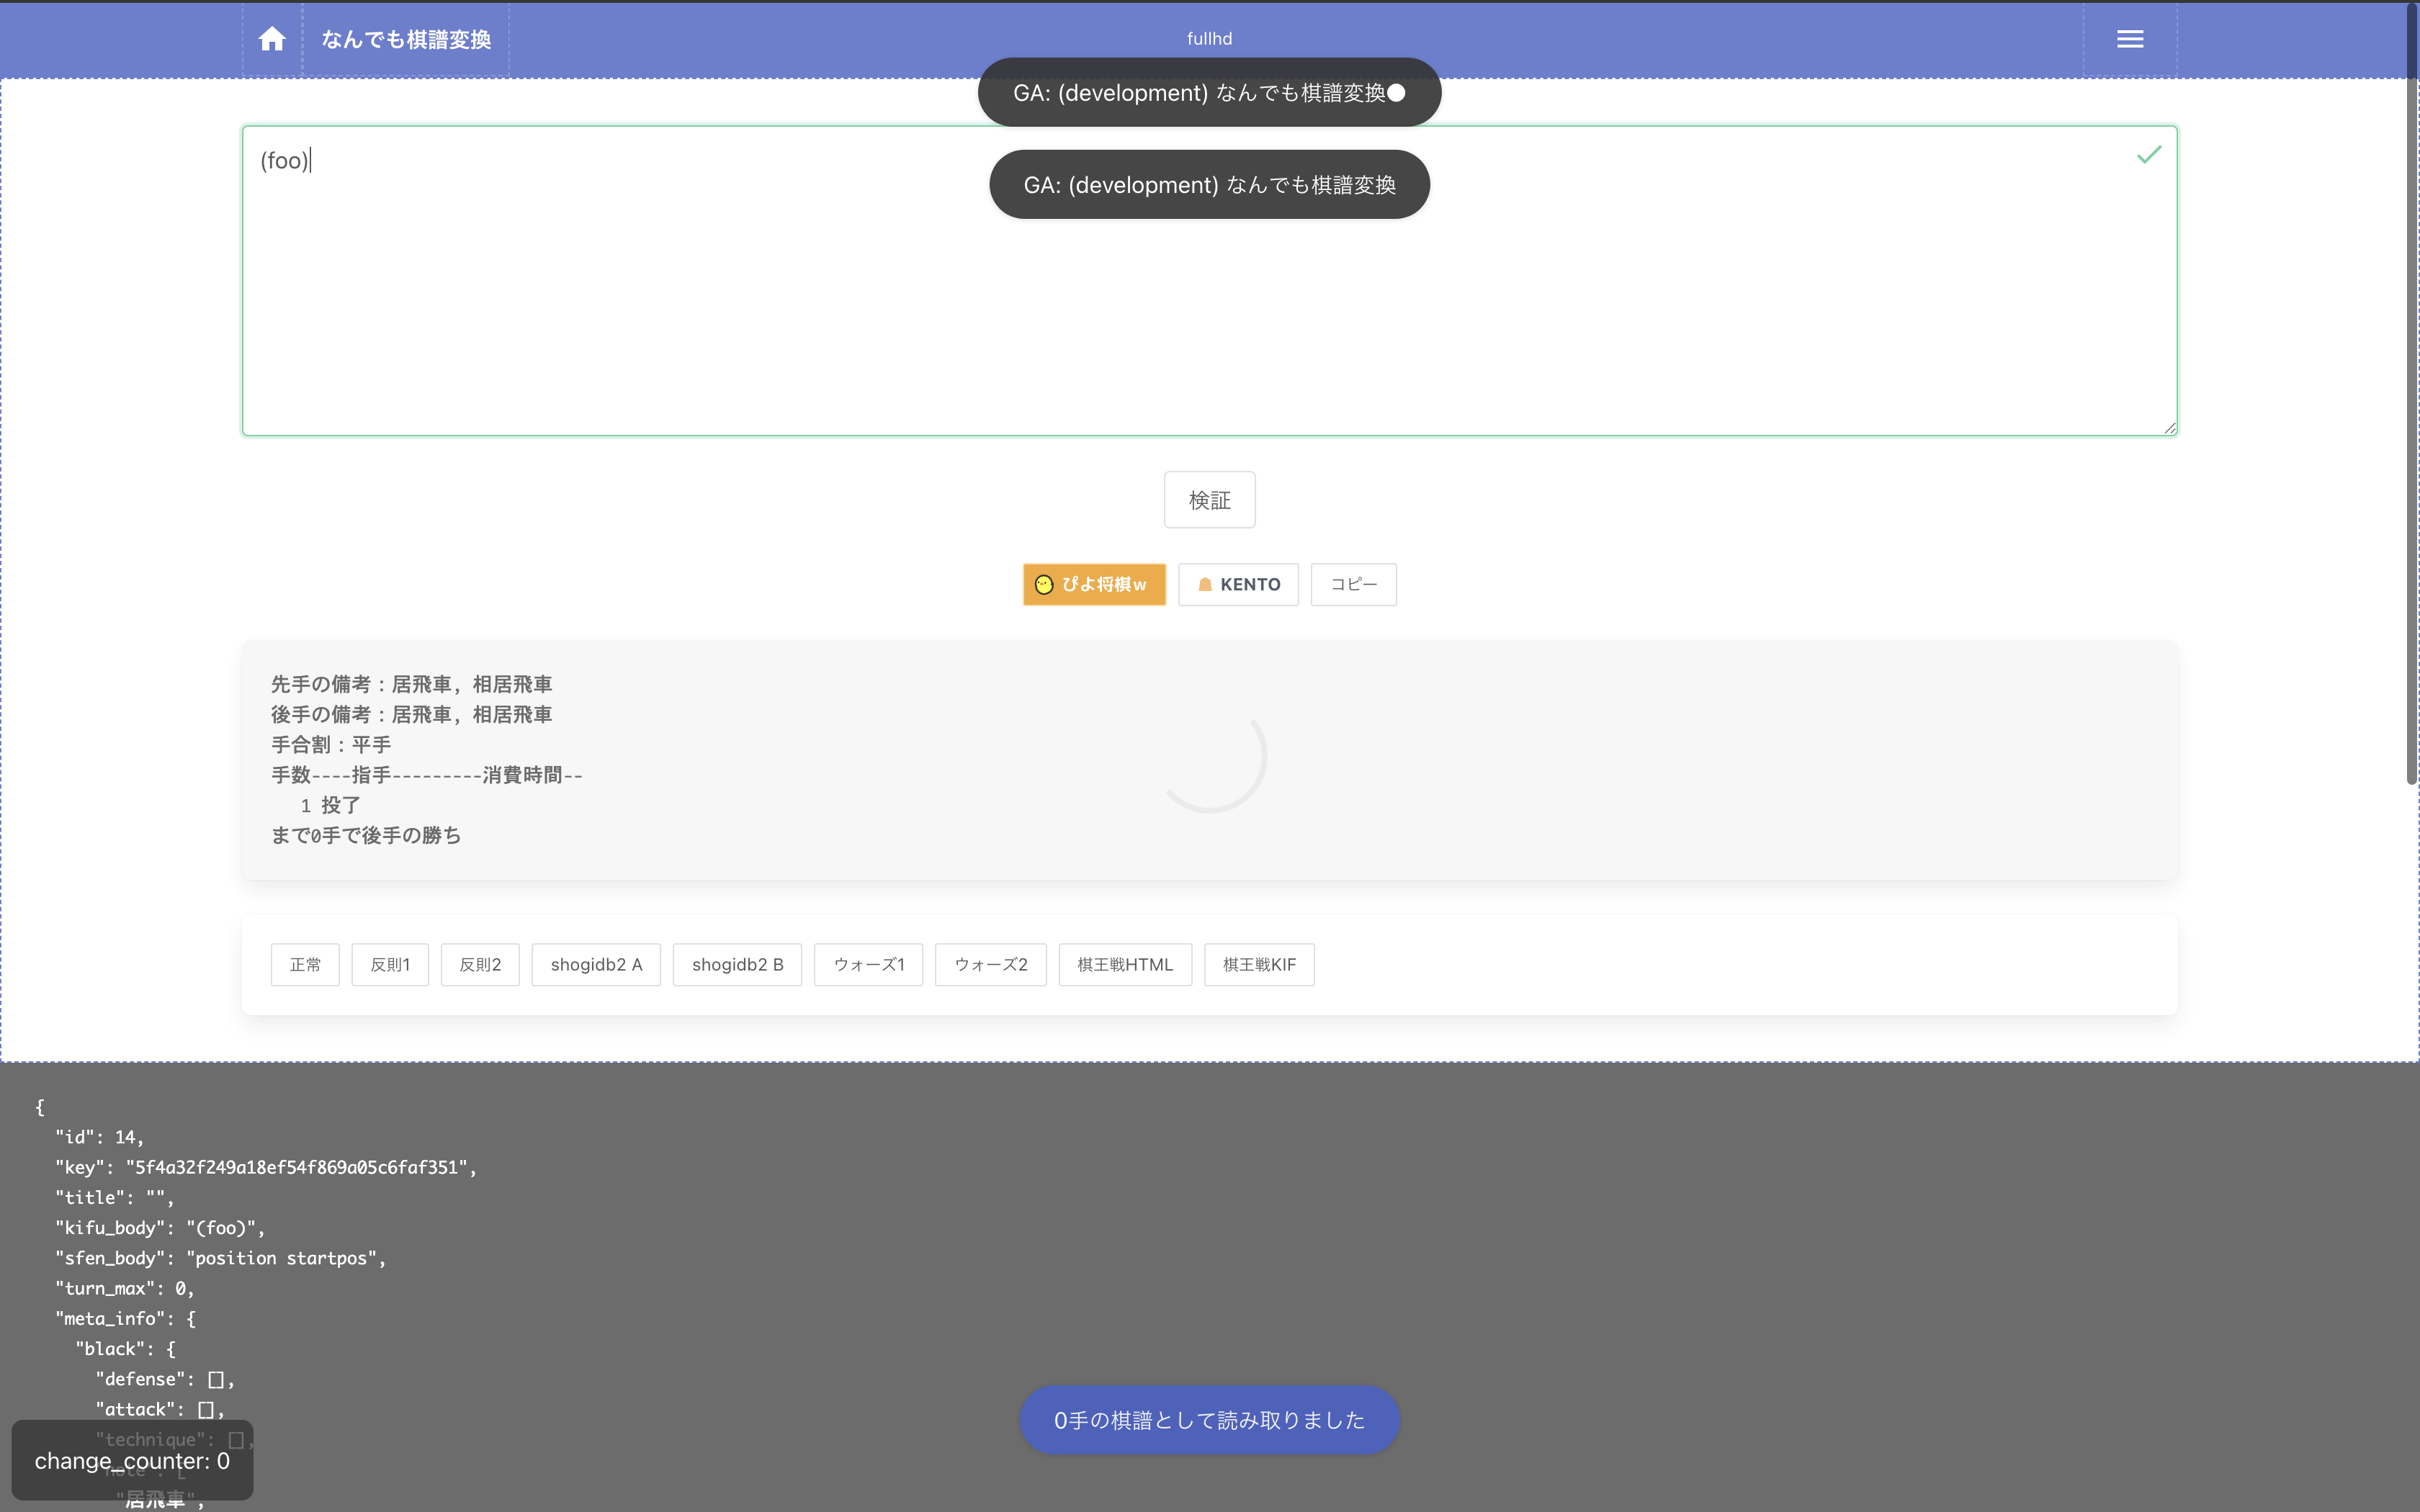 なんでも棋譜変換
fullhd
GA: (development) なんでも棋譜変換●
GA: (development) なんでも棋譜変換
(foo)
検証
ぴよ将棋w
KENTO
コピー
先手の備考：居飛車, 相居飛車
後手の備考：居飛車, 相居飛車
手合割：平手
手数----指手---------消費時間--
1 投了
まで0手で後手の勝ち
正常
反則1
反則2
shogidb2 A
shogidb2 B
ウォーズ1
ウォーズ2
棋王戦HTML
棋王戦KIF
{
"id": 14,
"key": "5f4a32f249a18ef54f869a05c6faf351",
"title": "",
"kifu_body": "(foo)",
"sfen_body": "position startpos",
"turn_max": 0,
"meta_info": {
"black": {
"defense": [],
"attack": [],
"technique": [],
"note": [
"居飛車",
change_counter: 0
0手の棋譜として読み取りました